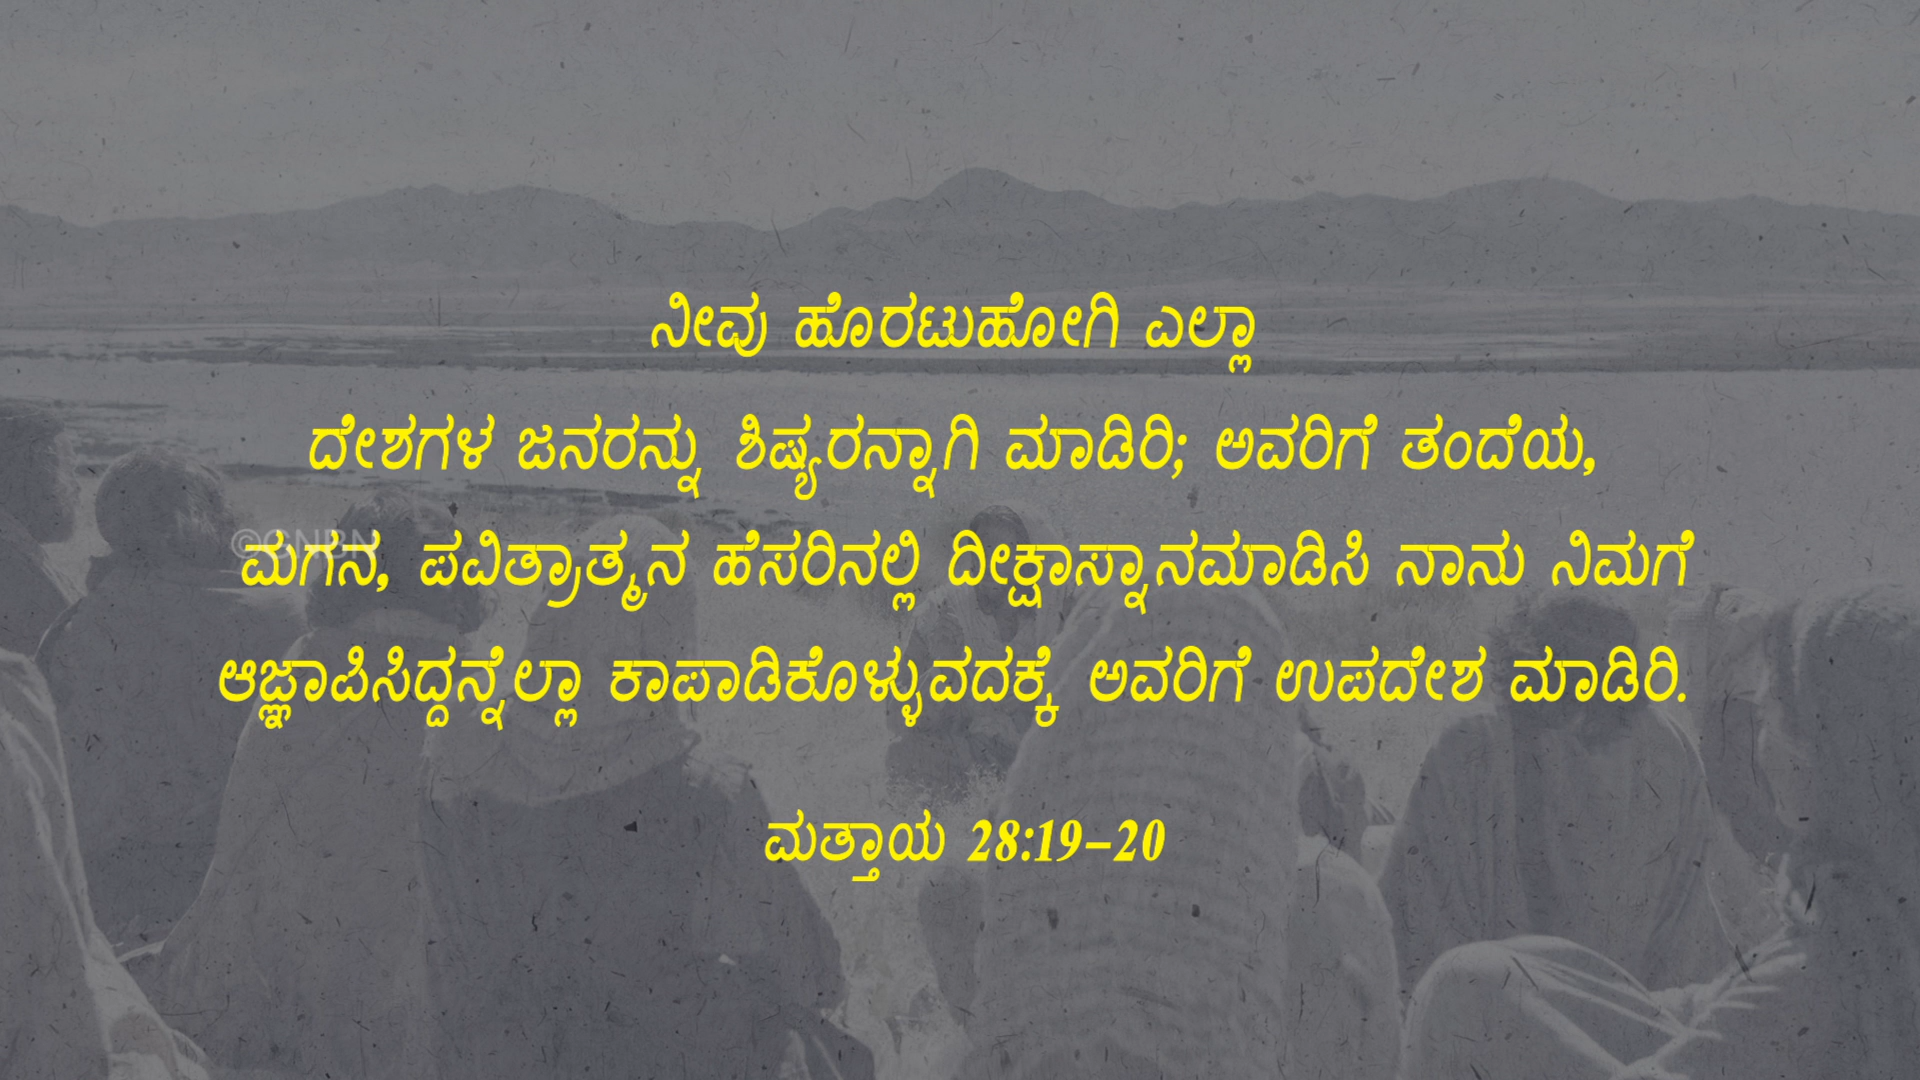 ನೀವು ಹೊರಟುಹೋಗಿ ಎಲ್ಲಾ
ದೇಶಗಳ ಜನರನ್ನು ಶಿಷ್ಯರನ್ನಾಗಿ ಮಾಡಿರಿ; ಅವರಿಗೆ ತಂದೆಯ,
ಮಗನ, ಪವಿತ್ರಾತ್ಮನ ಹೆಸರಿನಲ್ಲಿ ದೀಕ್ಷಾಸ್ನಾನಮಾಡಿಸಿ ನಾನು ನಿಮಗೆ
ಆಜ್ಞಾಪಿಸಿದ್ದನ್ನೆಲ್ಲಾ ಕಾಪಾಡಿಕೊಳ್ಳುವದಕ್ಕೆ ಅವರಿಗೆ ಉಪದೇಶ ಮಾಡಿರಿ.
ಮತ್ತಾಯ 28:19-20